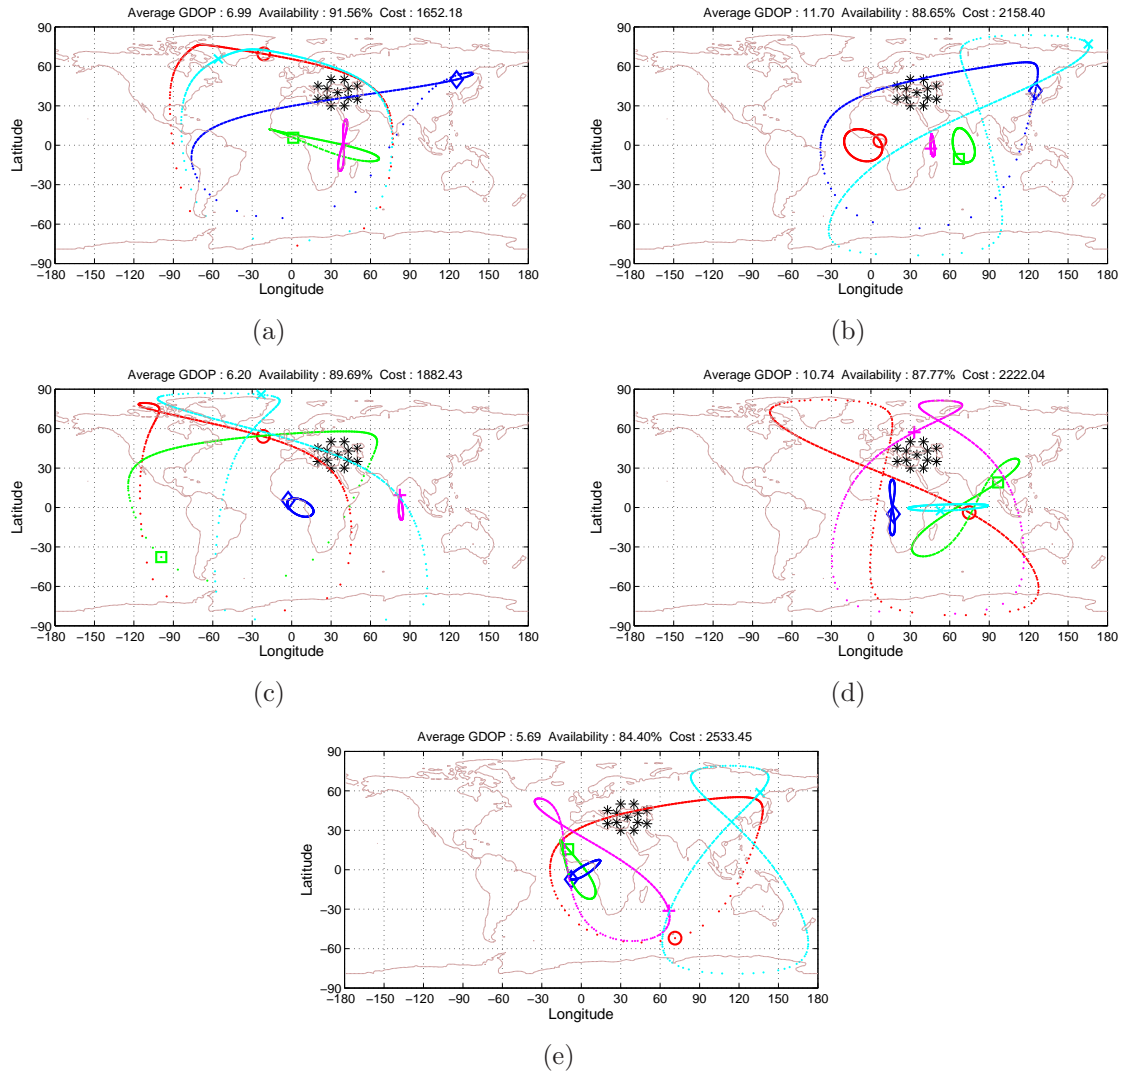 Average GDOP : 6.99 Availability : 91.56% Cost : 1652.18
90
60
30
0
−30
−60
−90
Latitude
−180 −150 −120 −90 −60 −30 0 30 60 90 120 150 180
Longitude
(a)
Average GDOP : 11.70 Availability : 88.65% Cost : 2158.40
90
60
30
0
−30
−60
−90
Latitude
−180 −150 −120 −90 −60 −30 0 30 60 90 120 150 180
Longitude
(b)
Average GDOP : 6.20 Availability : 89.69% Cost : 1882.43
90
60
30
0
−30
−60
−90
Latitude
−180 −150 −120 −90 −60 −30 0 30 60 90 120 150 180
Longitude
(c)
Average GDOP : 10.74 Availability : 87.77% Cost : 2222.04
90
60
30
0
−30
−60
−90
Latitude
−180 −150 −120 −90 −60 −30 0 30 60 90 120 150 180
Longitude
(d)
Average GDOP : 5.69 Availability : 84.40% Cost : 2533.45
90
60
30
0
−30
−60
−90
Latitude
−180 −150 −120 −90 −60 −30 0 30 60 90 120 150 180
Longitude
(e)